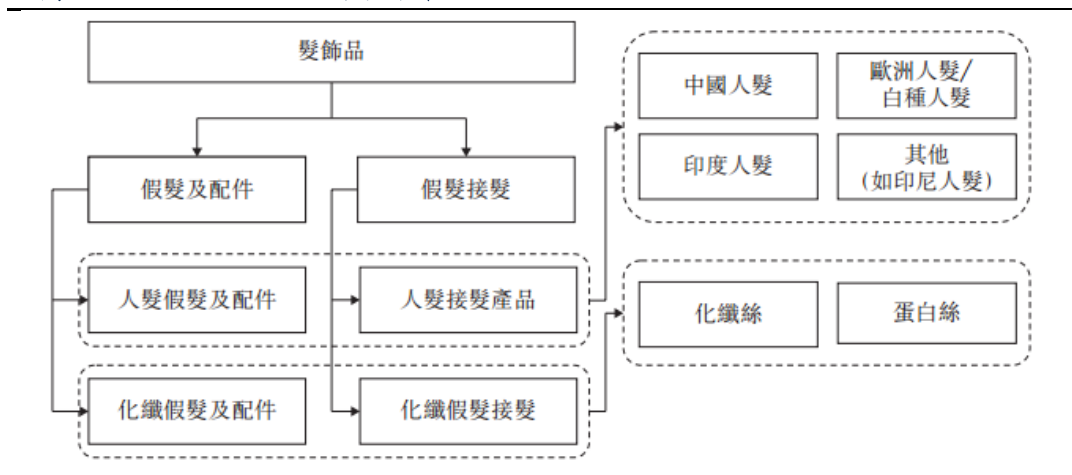 髮飾品
假髮及配件
假髮接髮
人髮假髮及配件
人髮接髮產品
化纖假髮及配件
化纖假髮接髮
中國人髮
歐洲人髮/
白種人髮
印度人髮
其他
(如印尼人髮)
化纖絲
蛋白絲